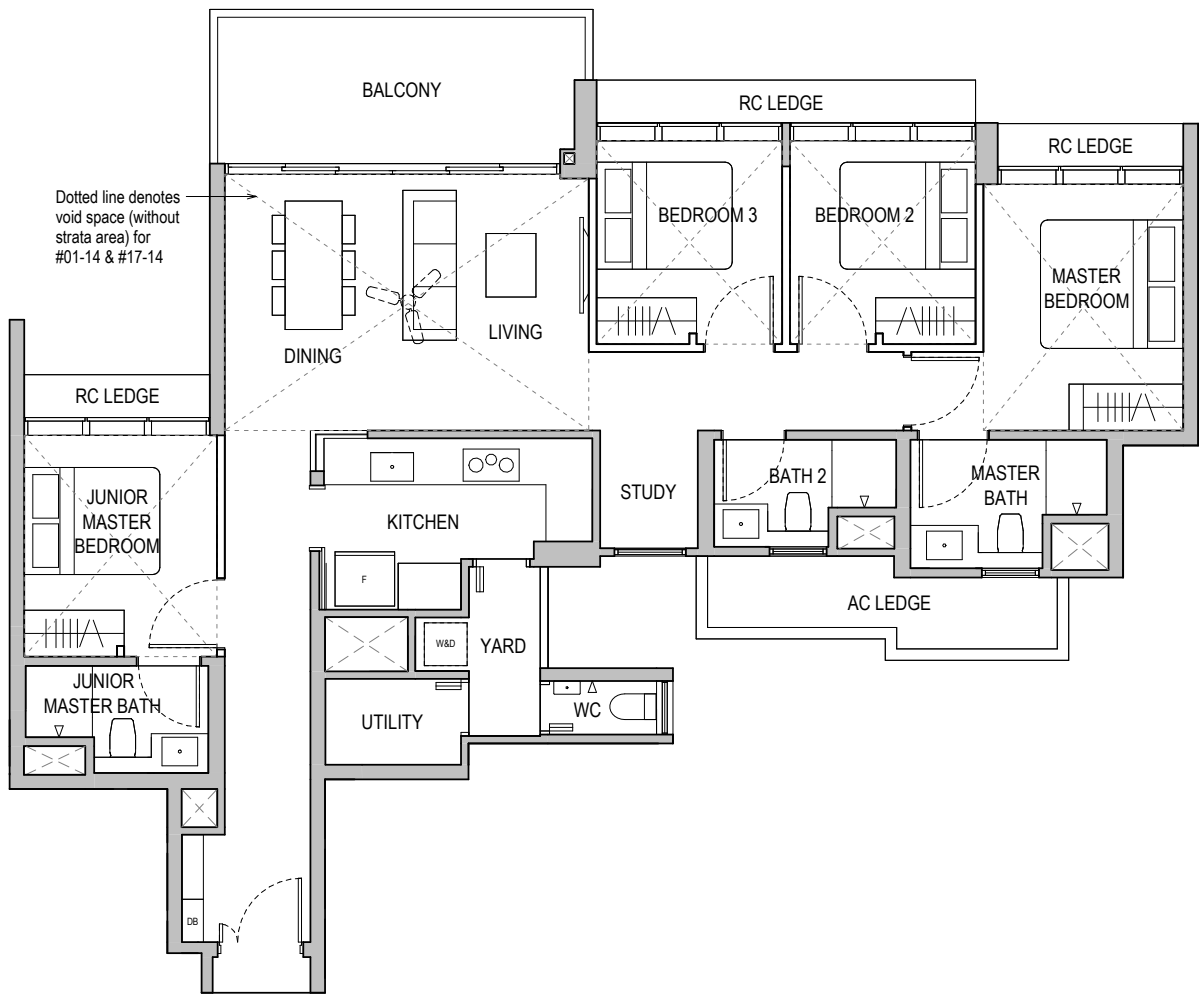 BALCONY
RC LEDGE
RC LEDGE
Dotted line denotes
void space (without
strata area) for
#01-14 & #17-14
BEDROOM 3
BEDROOM 2
MASTER
BEDROOM
LIVING
DINING
RC LEDGE
JUNIOR
MASTER
BEDROOM
KITCHEN
STUDY
BATH 2
MASTER
BATH
F
AC LEDGE
W&D
YARD
JUNIOR
MASTER BATH
UTILITY
WC
DB